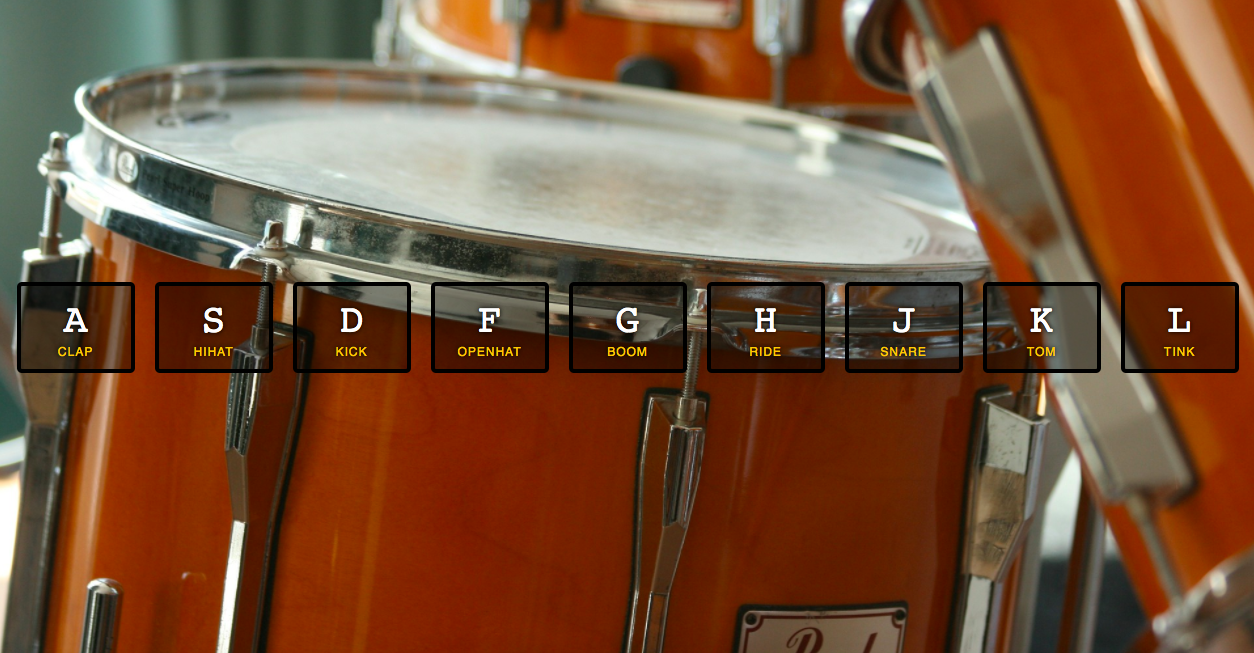 A
CLAP
S
HIHAT
D
KICK
F
OPENHAT
G
BOOM
H
RIDE
J
SNARE
K
TOM
L
TINK